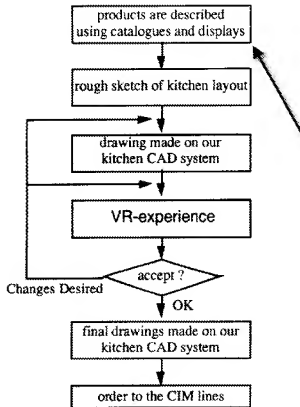 products are described
using catalogues and displays
rough sketch of kitchen layout
drawing made on our
kitchen CAD system
VR-experience
accept ?
Changes Desired
OK
final drawings made on our
kitchen CAD system
order to the CIM lines